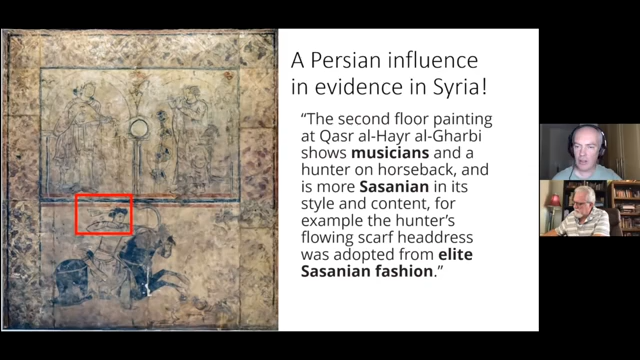 A Persian influence
in evidence in Syria!
“The second floor painting
at Qasr al-Hayr al-Gharbi
shows musicians and a
hunter on horseback, and
is more Sasanian in its
style and content, for
example the hunter’s
flowing scarf headdress
was adopted from elite
Sasanian fashion.”